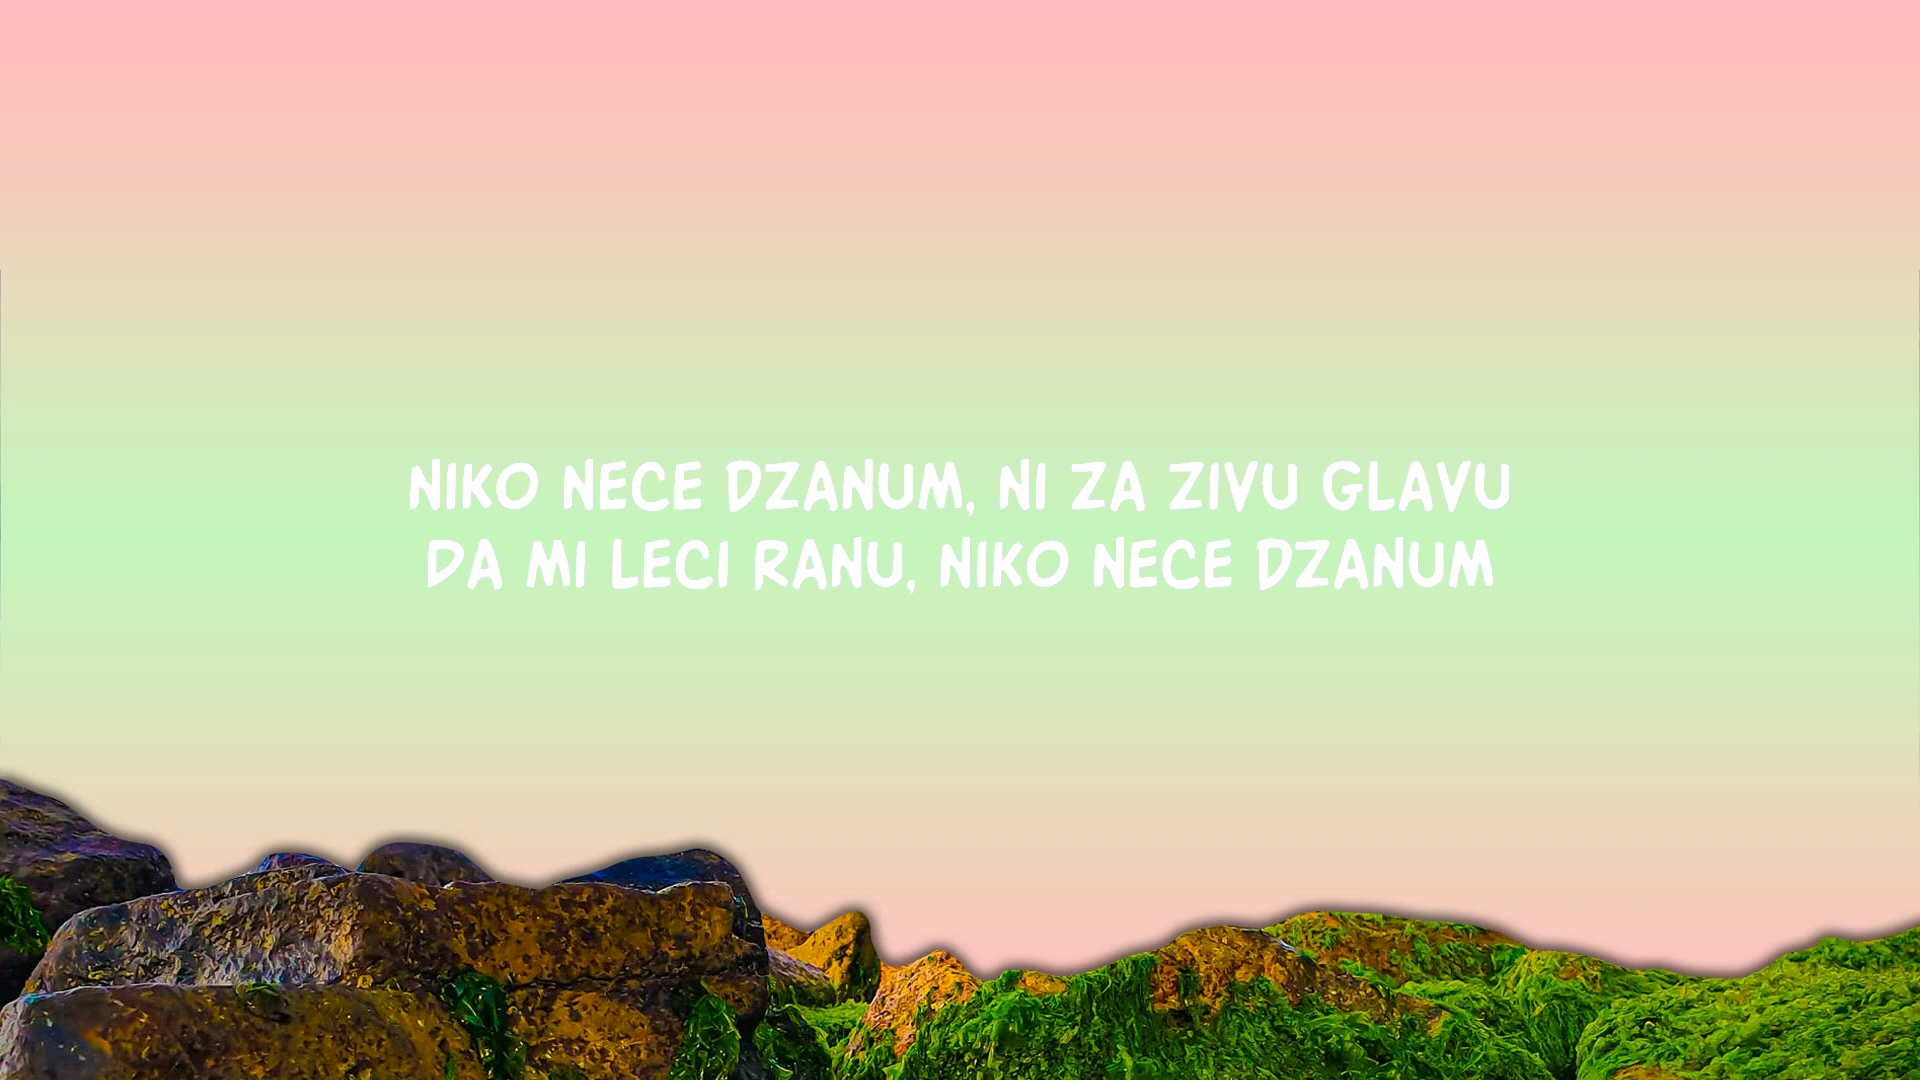 NIKO NECE DZANUM, NI ZA ZIVU GLAVU
DA MI LECI RANU, NIKO NECE DZANUM